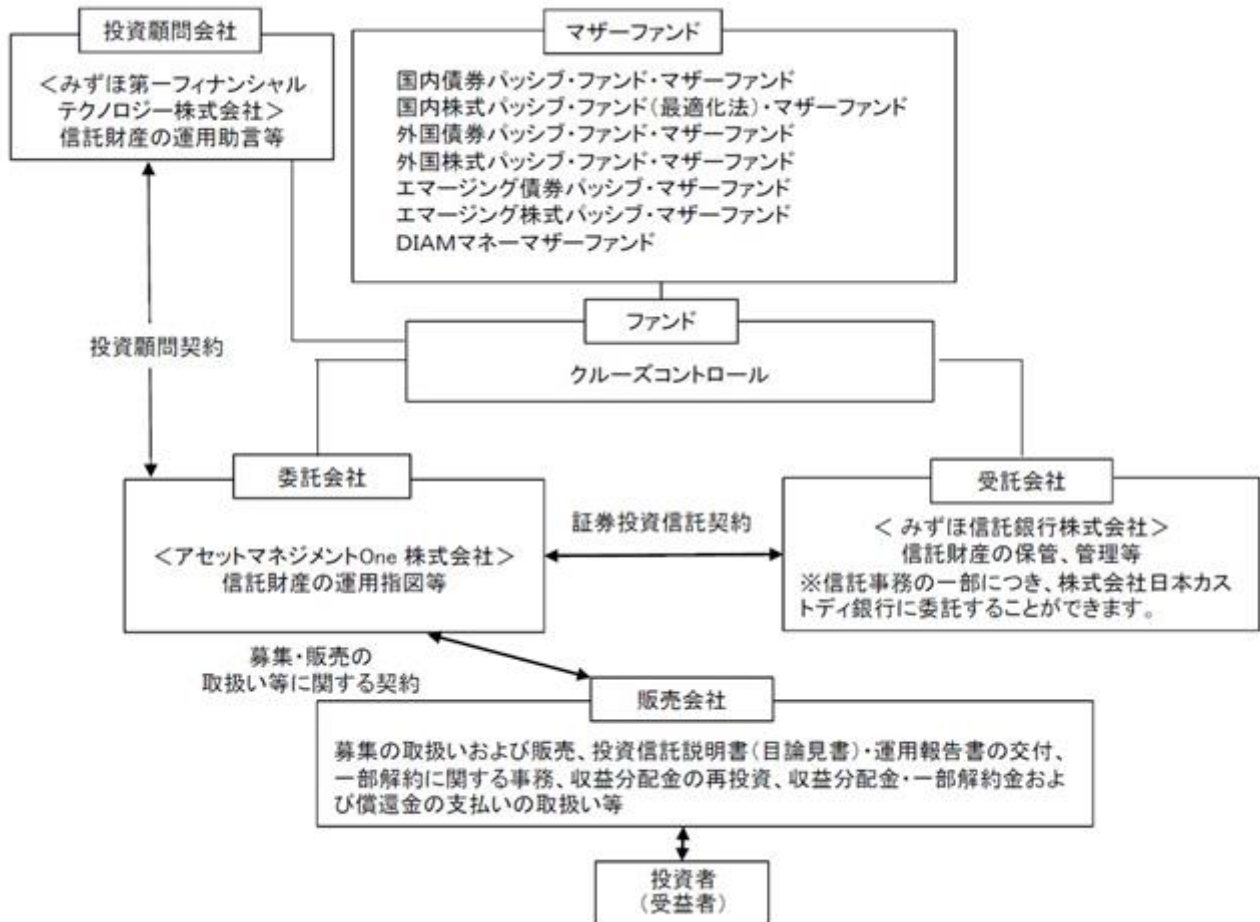 投資顧問会社
<みずほ第一フィナンシャル
テクノロジー株式会社>
信託財産の運用助言等
マザーファンド
国内債券パッシブ・ファンド・マザーファンド
国内株式パッシブ・ファンド(最適化法)・マザーファンド
外国債券パッシブ・ファンド・マザーファンド
外国株式パッシブ・ファンド・マザーファンド
エマージング債券パッシブ・マザーファンド
エマージング株式パッシブ・マザーファンド
DIAMマネーマザーファンド
投資顧問契約
ファンド
クルーズコントロール
委託会社
<アセットマネジメントOne 株式会社>
信託財産の運用指図等
証券投資信託契約
受託会社
< みずほ信託銀行株式会社>
信託財産の保管、管理等
※信託事務の一部につき、株式会社日本カス
トディ銀行に委託することができます。
募集・販売の
取扱い等に関する契約
販売会社
募集の取扱いおよび販売、投資信託説明書(目論見書)・運用報告書の交付、
一部解約に関する事務、収益分配金の再投資、収益分配金・一部解約金およ
び償還金の支払いの取扱い等
投資者
(受益者)